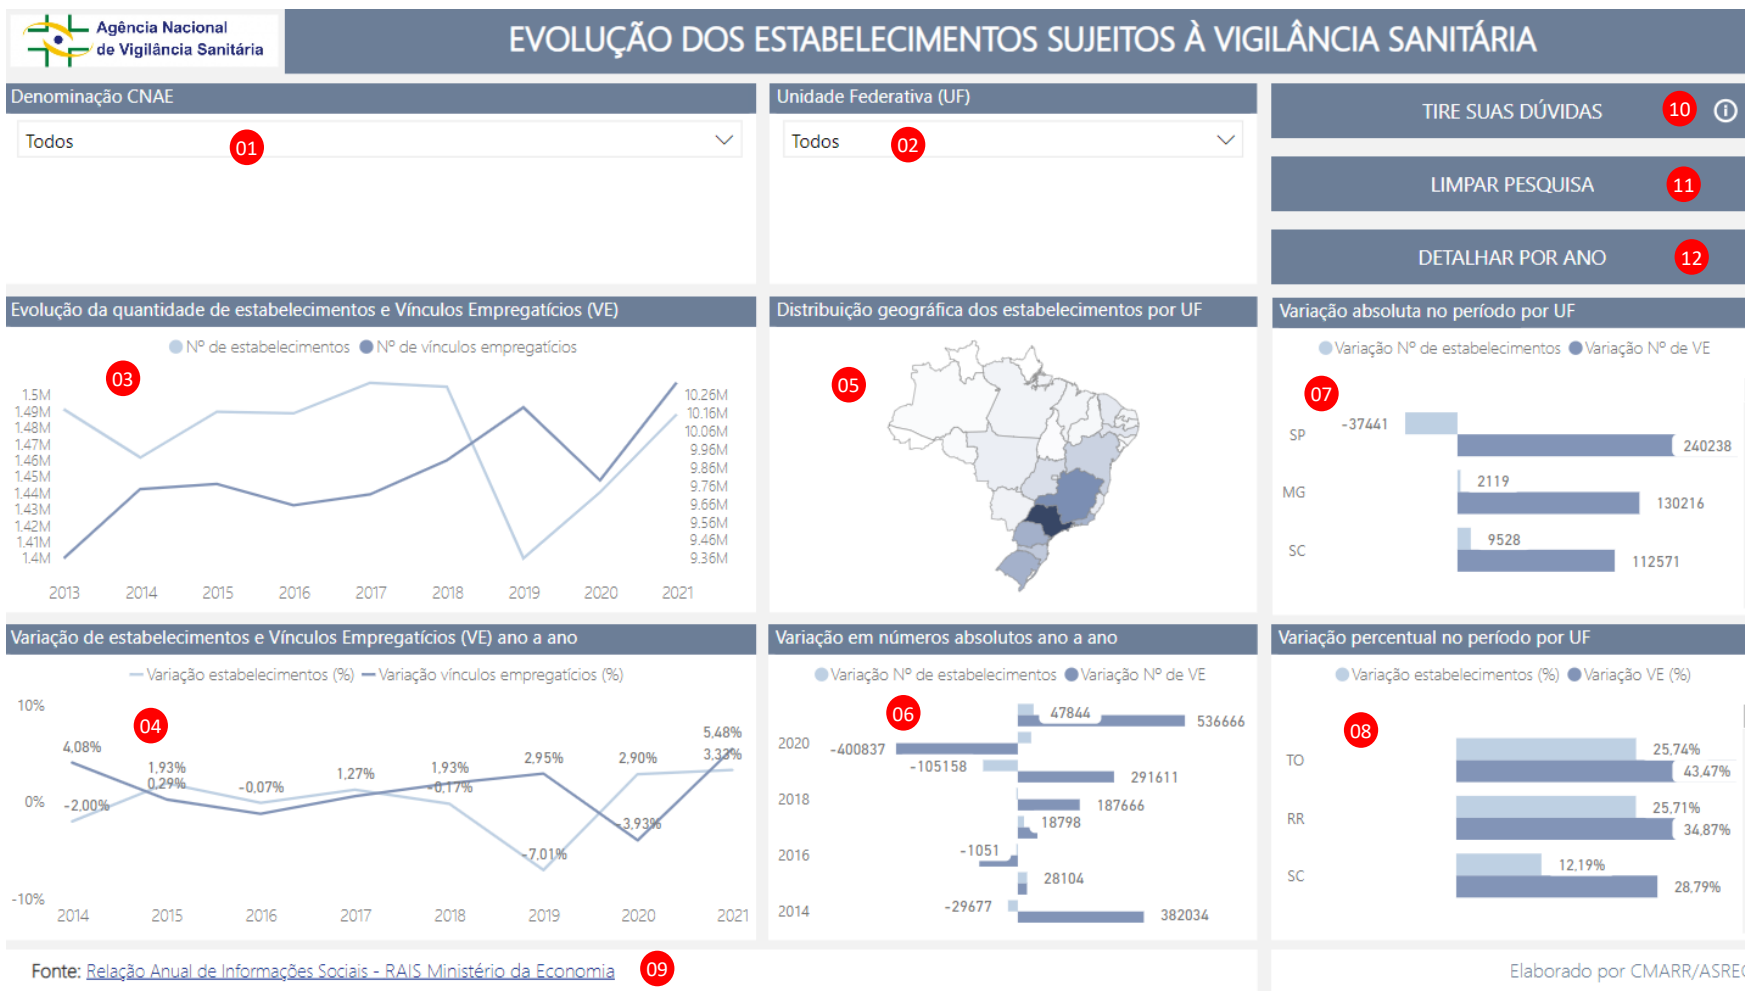 Agência Nacional
de Vigilância Sanitária
EVOLUÇÃO DOS ESTABELECIMENTOS SUJEITOS À VIGILÂNCIA SANITÁRIA
Denominação CNAE
Todos
01
Unidade Federativa (UF)
Todos
02
TIRE SUAS DÚVIDAS 10
LIMPAR PESQUISA 11
DETALHAR POR ANO 12
Evolução da quantidade de estabelecimentos e Vínculos Empregatícios (VE)
Nº de estabelecimentos Nº de vínculos empregatícios
03
1.5M
1.49M
1.48M
1.47M
1.46M
1.45M
1.44M
1.43M
1.42M
1.41M
1.4M
10.26M
10.16M
10.06M
9.96M
9.86M
9.76M
9.66M
9.56M
9.46M
9.36M
2013 2014 2015 2016 2017 2018 2019 2020 2021
Distribuição geográfica dos estabelecimentos por UF
05
Variação absoluta no período por UF
Variação Nº de estabelecimentos Variação Nº de VE
07
SP -37441 240238
MG 2119 130216
SC 9528 112571
Variação de estabelecimentos e Vínculos Empregatícios (VE) ano a ano
Variação estabelecimentos (%) Variação vínculos empregatícios (%)
04
10%
0%
-10%
4,08%
-2,00%
1,93%
0,29%
-0,07%
1,27%
1,93%
-0,17%
2,95%
-7,01%
2,90%
-3,93%
5,48%
3,33%
2014 2015 2016 2017 2018 2019 2020 2021
Variação em números absolutos ano a ano
Variação Nº de estabelecimentos Variação Nº de VE
06
47844
536666
2020 -400837
-105158
291611
2018 187666
18798
2016 -1051
28104
2014 -29677
382034
Variação percentual no período por UF
Variação estabelecimentos (%) Variação VE (%)
08
TO 25,74%
43,47%
RR 25,71%
34,87%
SC 12,19%
28,79%
Fonte: Relação Anual de Informações Sociais - RAIS Ministério da Economia 09
Elaborado por CMARR/ASREG